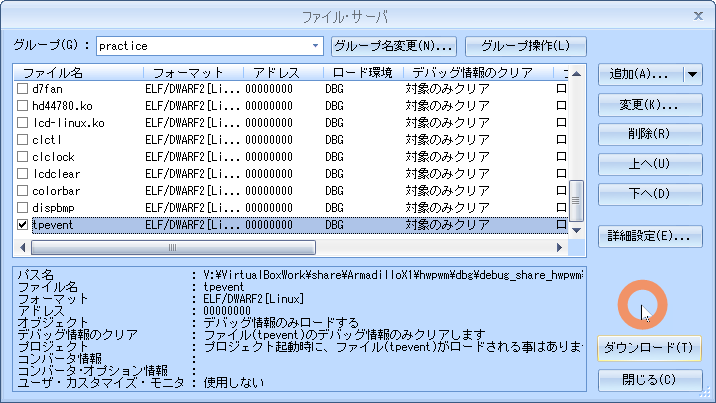 ファイル・サーバ
グループ(G) : practice グループ名変更(N)... グループ操作(L)
ファイル名 フォーマット アドレス ロード環境 デバッグ情報のクリア
d7fan ELF/DWARF2[Li... 00000000 DBG 対象のみクリア ロ
hd44780.ko ELF/DWARF2[Li... 00000000 DBG 対象のみクリア ロ
lcd-linux.ko ELF/DWARF2[Li... 00000000 DBG 対象のみクリア ロ
clctl ELF/DWARF2[Li... 00000000 DBG 対象のみクリア ロ
clclock ELF/DWARF2[Li... 00000000 DBG 対象のみクリア ロ
lcdclear ELF/DWARF2[Li... 00000000 DBG 対象のみクリア ロ
colorbar ELF/DWARF2[Li... 00000000 DBG 対象のみクリア ロ
dispbmp ELF/DWARF2[Li... 00000000 DBG 対象のみクリア ロ
tpevent ELF/DWARF2[Li... 00000000 DBG 対象のみクリア ロ
追加(A)...
変更(K)...
削除(R)
上へ(U)
下へ(D)
詳細設定(E)...
パス名 : V:¥VirtualBoxWork¥share¥ArmadilloX1¥hwpwm¥dbg¥debug_share_hwpwm
ファイル名 : tpevent
フォーマット : ELF/DWARF2[Linux]
アドレス : 00000000
オブジェクト : デバッグ情報のみロードする
デバッグ情報のクリア : ファイル(tpevent)のデバッグ情報のみクリアします
プロジェクト : プロジェクト起動時に、ファイル(tpevent)がロードされる事はありま
コンバータ情報 :
コンバータ・オプション情報 :
ユーザ・カスタマイズ・モニタ : 使用しない
ダウンロード(T)
閉じる(C)